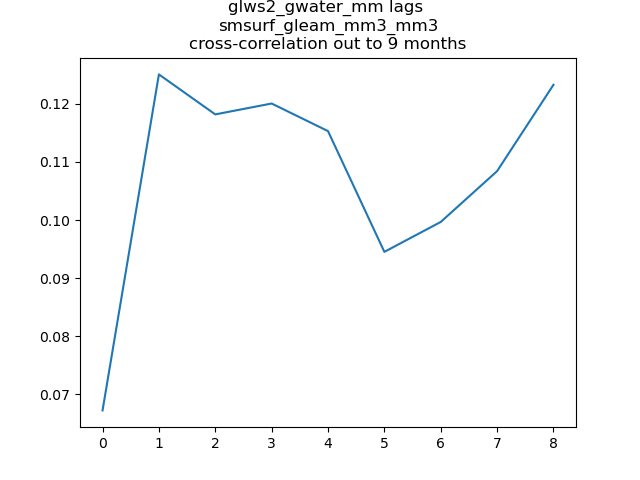 glws2_gwater_mm lags
smsurf_gleam_mm3_mm3
cross-correlation out to 9 months
0.12
0.11
0.10
0.09
0.08
0.07
0 1 2 3 4 5 6 7 8